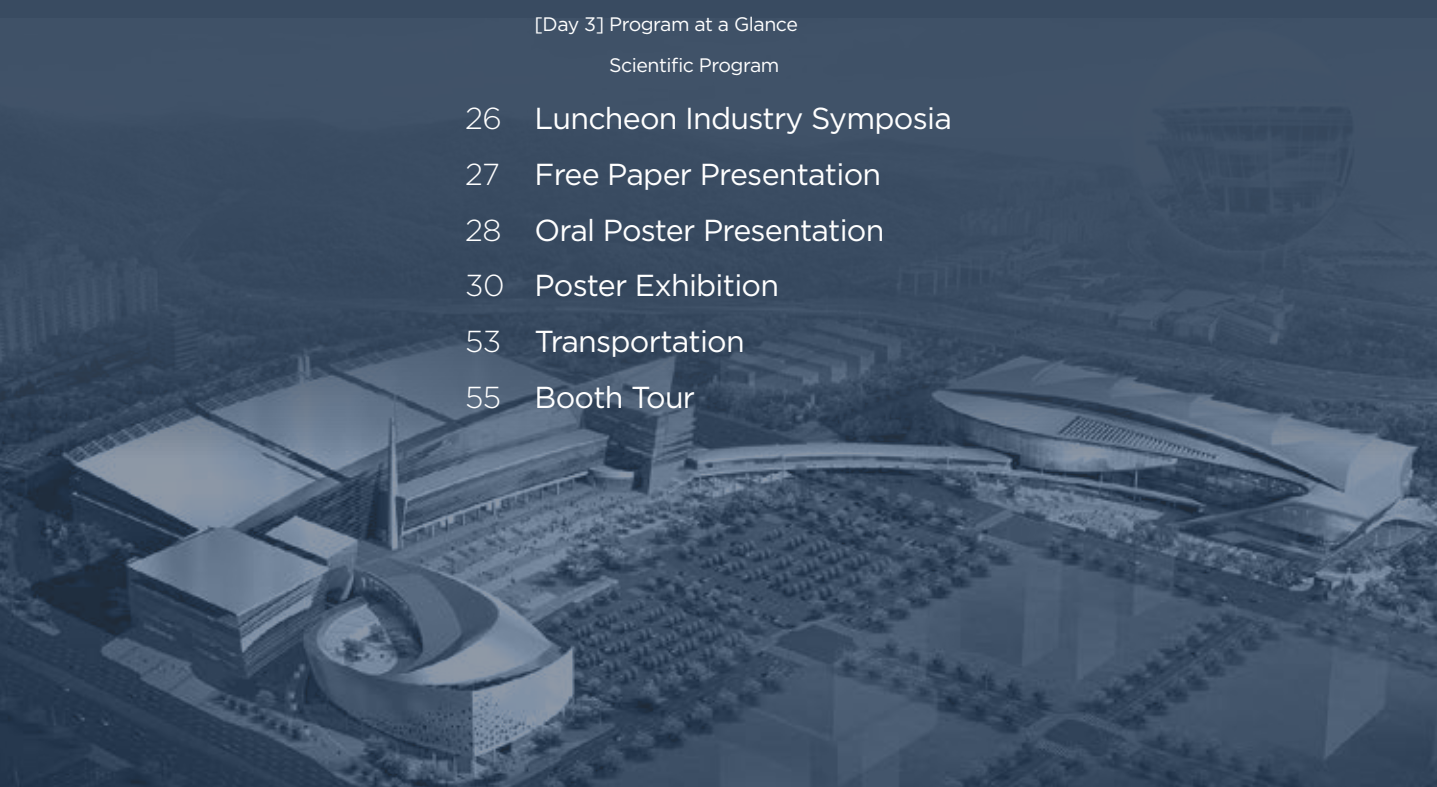 [Day 3] Program at a Glance
Scientific Program
26 Luncheon Industry Symposia
27 Free Paper Presentation
28 Oral Poster Presentation
30 Poster Exhibition
53 Transportation
55 Booth Tour